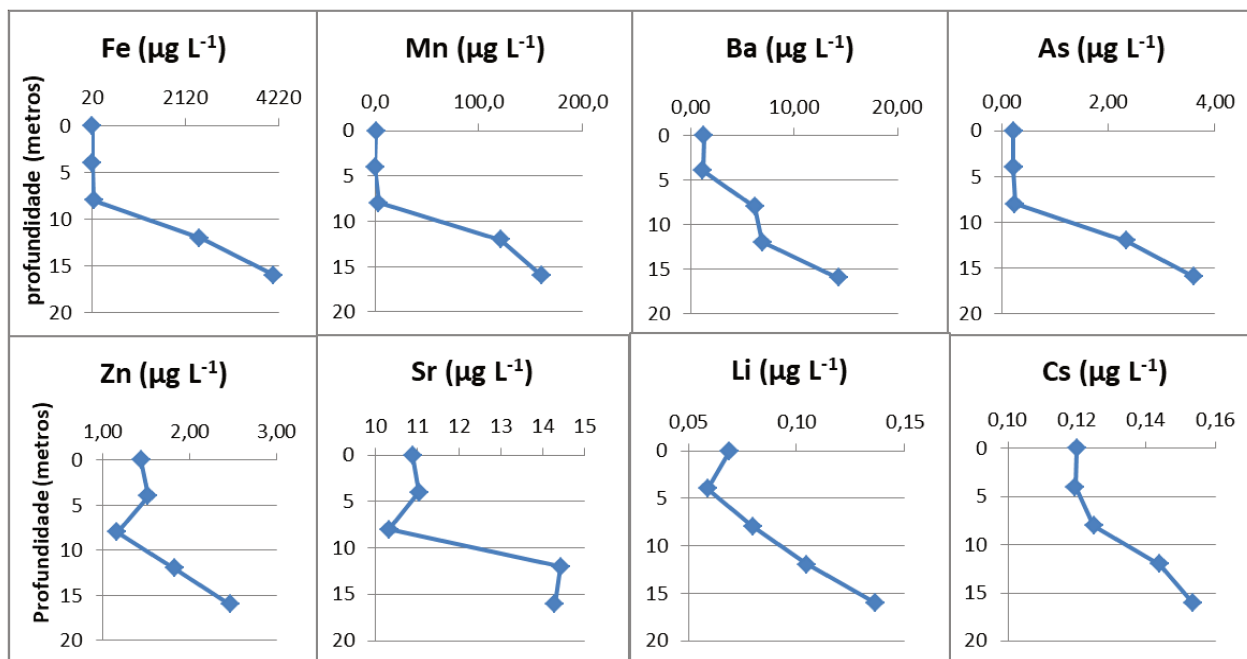 Fe (µg L⁻¹)
20 2120 4220
profundidade (metros)
0
5
10
15
20
Mn (µg L⁻¹)
0,0 100,0 200,0
0
5
10
15
20
Ba (µg L⁻¹)
0,00 10,00 20,00
0
5
10
15
20
As (µg L⁻¹)
0,00 2,00 4,00
0
5
10
15
20
Zn (µg L⁻¹)
1,00 2,00 3,00
Profundidade (metros)
0
5
10
15
20
Sr (µg L⁻¹)
10 11 12 13 14 15
0
5
10
15
20
Li (µg L⁻¹)
0,05 0,10 0,15
0
5
10
15
20
Cs (µg L⁻¹)
0,10 0,12 0,14 0,16
0
5
10
15
20